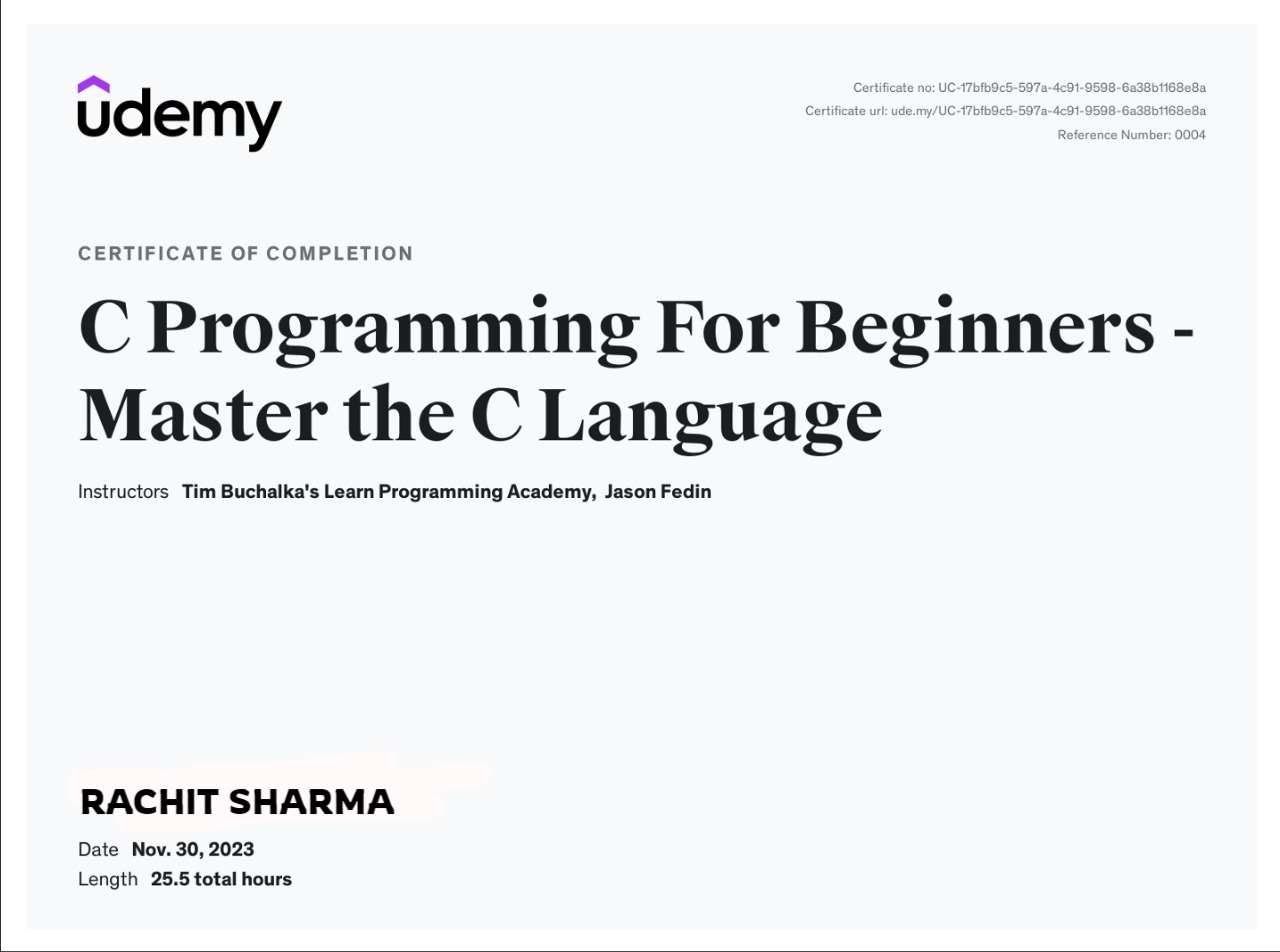 udemy
Certificate no: UC-17bfb9c5-597a-4c91-9598-6a38b1168e8a
Certificate url: ude.my/UC-17bfb9c5-597a-4c91-9598-6a38b1168e8a
Reference Number: 0004
CERTIFICATE OF COMPLETION
C Programming For Beginners -
Master the C Language
Instructors Tim Buchalka's Learn Programming Academy, Jason Fedin
RACHIT SHARMA
Date Nov. 30, 2023
Length 25.5 total hours